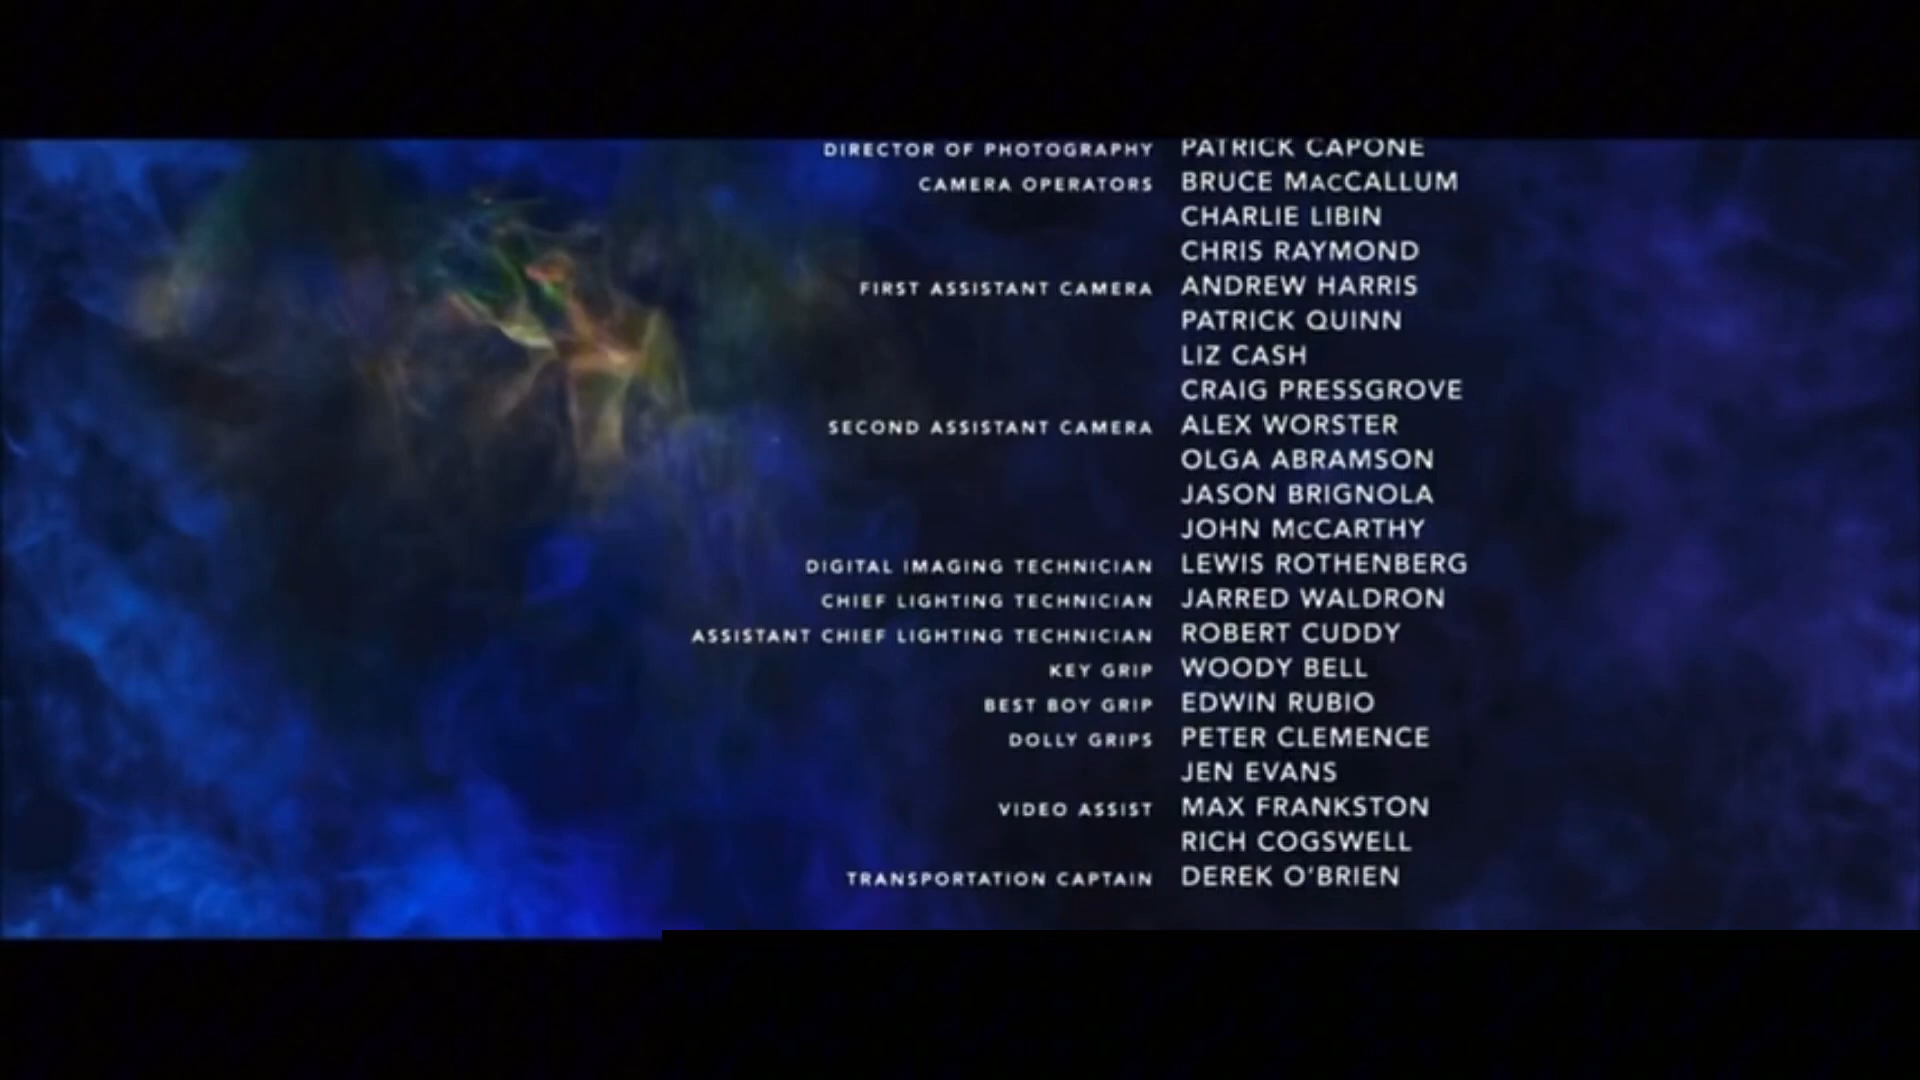 DIRECTOR OF PHOTOGRAPHY PATRICK CAPONE
CAMERA OPERATORS BRUCE MACCALLUM
CHARLIE LIBIN
CHRIS RAYMOND
FIRST ASSISTANT CAMERA ANDREW HARRIS
PATRICK QUINN
LIZ CASH
CRAIG PRESSGROVE
SECOND ASSISTANT CAMERA ALEX WORSTER
OLGA ABRAMSON
JASON BRIGNOLA
JOHN McCARTHY
DIGITAL IMAGING TECHNICIAN LEWIS ROTHENBERG
CHIEF LIGHTING TECHNICIAN JARRED WALDRON
ASSISTANT CHIEF LIGHTING TECHNICIAN ROBERT CUDDY
KEY GRIP WOODY BELL
BEST BOY GRIP EDWIN RUBIO
DOLLY GRIPS PETER CLEMENCE
JEN EVANS
VIDEO ASSIST MAX FRANKSTON
RICH COGSWELL
TRANSPORTATION CAPTAIN DEREK O'BRIEN